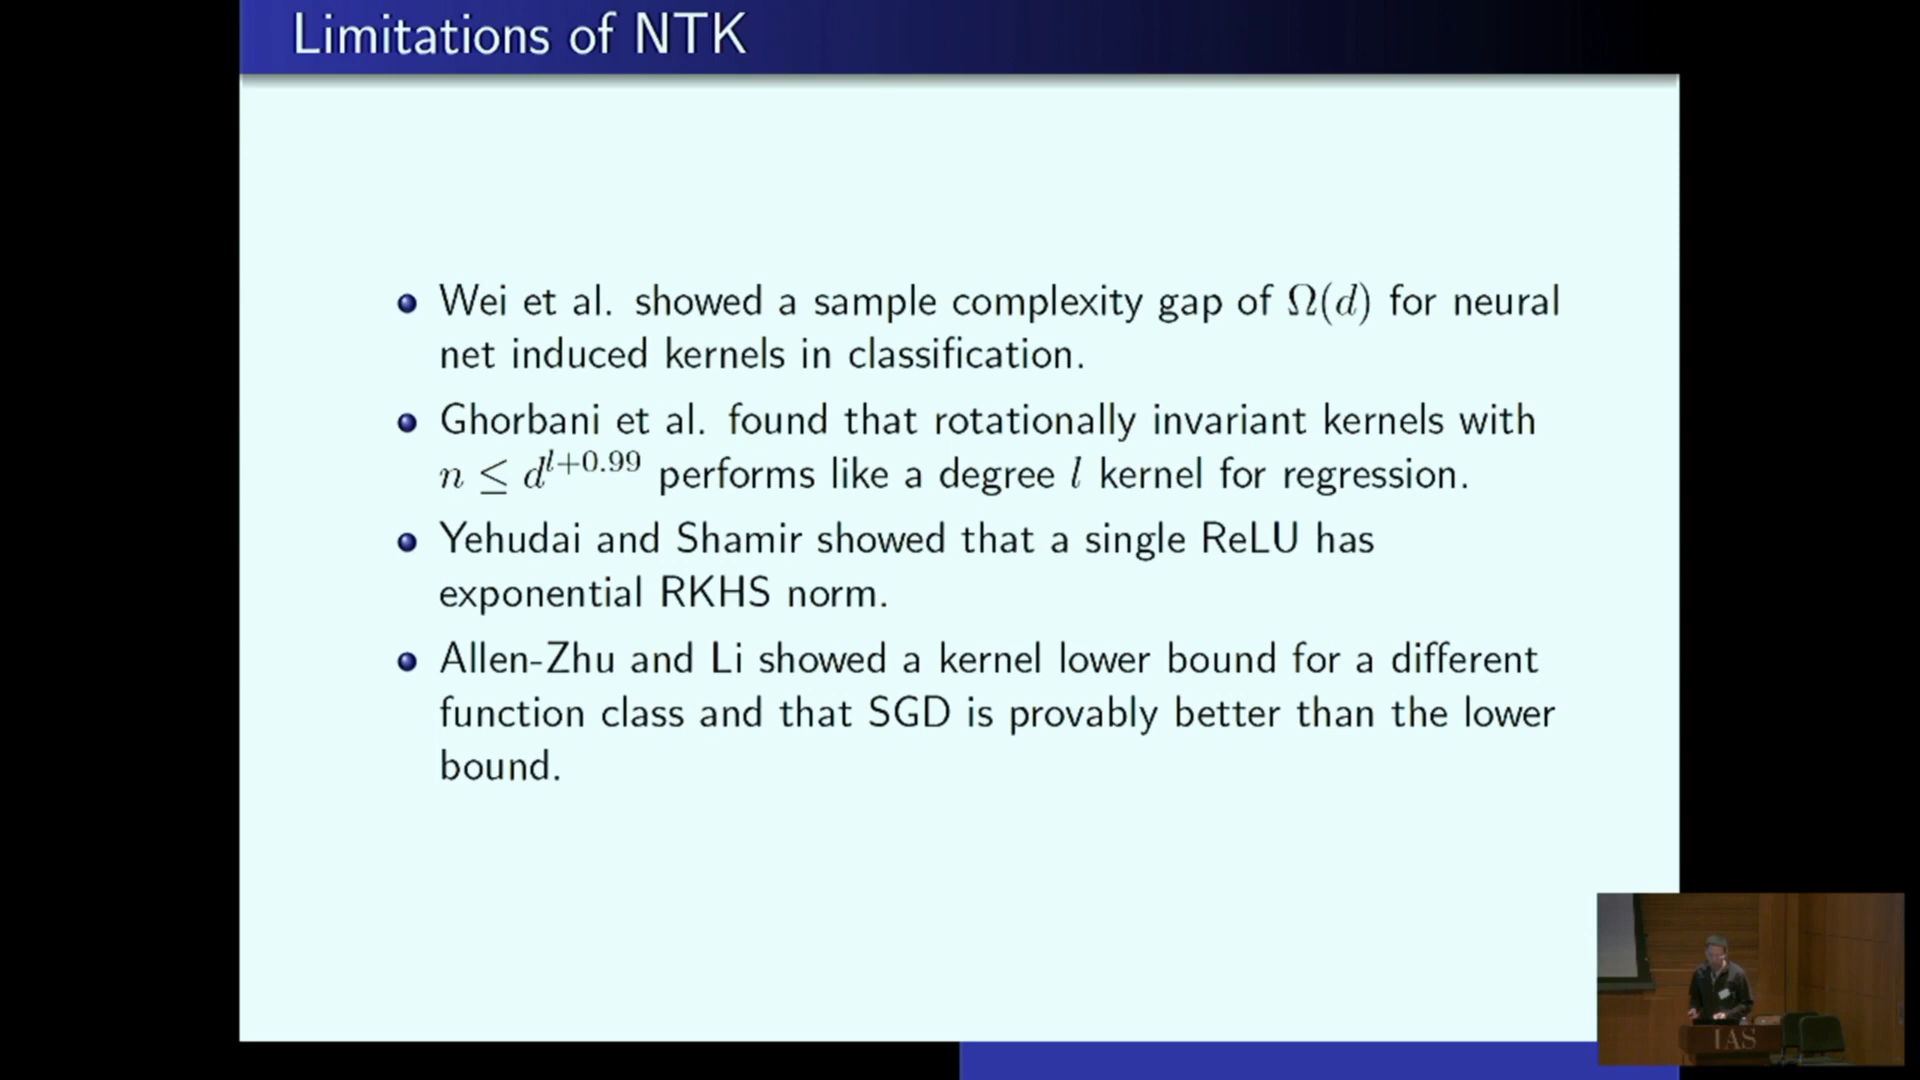 Limitations of NTK
Wei et al. showed a sample complexity gap of Ω(d) for neural
net induced kernels in classification.
Ghorbani et al. found that rotationally invariant kernels with
n ≤ d^{l+0.99} performs like a degree l kernel for regression.
Yehudai and Shamir showed that a single ReLU has
exponential RKHS norm.
Allen-Zhu and Li showed a kernel lower bound for a different
function class and that SGD is provably better than the lower
bound.
IAS